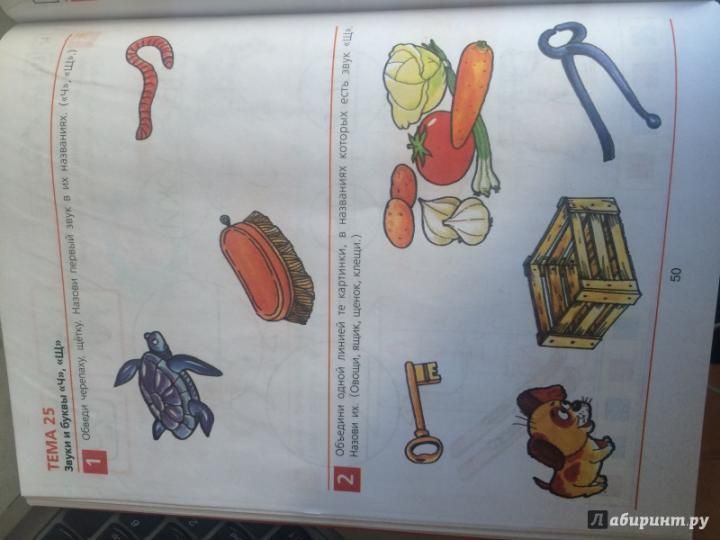 ТЕМА 25
Звуки и буквы «Ч», «Щ»
1 Обведи черепаху, щётку. Назови первый звук в их названиях. («Ч», «Щ».)
2 Объедини одной линией те картинки, в названиях которых есть звук «Щ».
Назови их. (Овощи, ящик, щенок, клещи.)
50
Лабиринт.ру